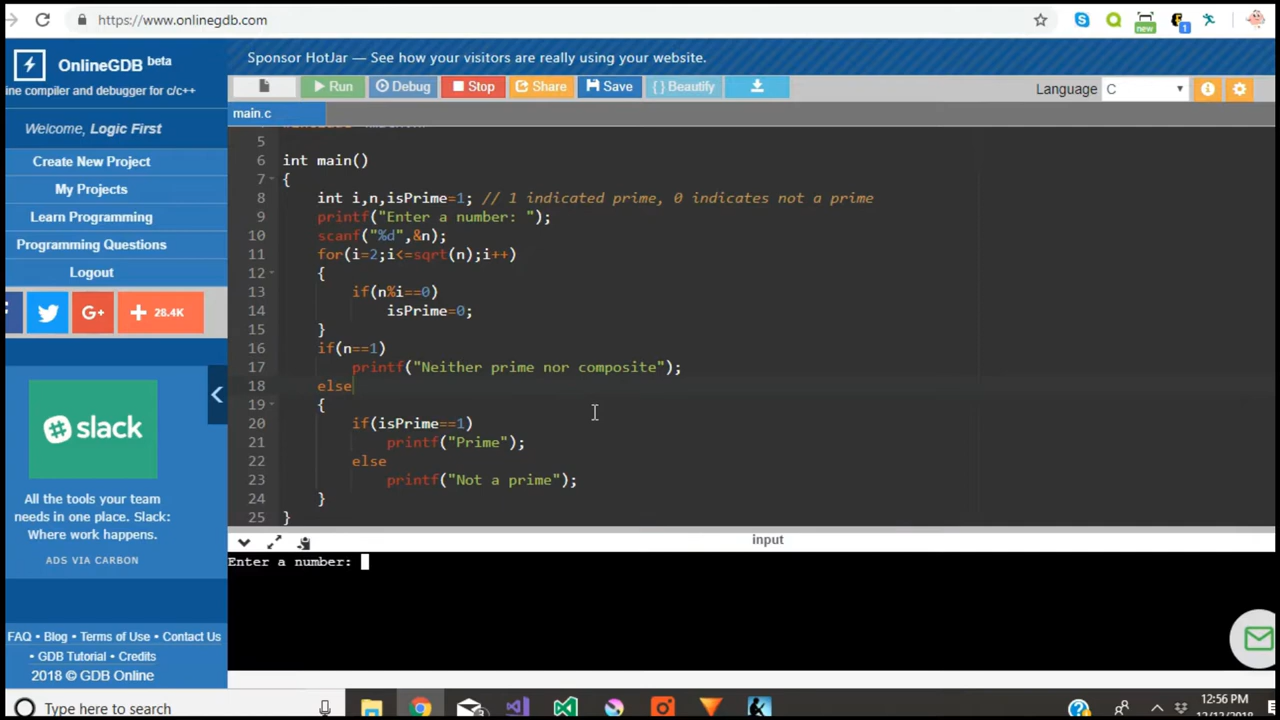 https://www.onlinegdb.com
new
1
OnlineGDB beta
ine compiler and debugger for c/c++
Welcome, Logic First
Create New Project
My Projects
Learn Programming
Programming Questions
Logout
28.4K
slack
All the tools your team
needs in one place. Slack:
Where work happens.
ADS VIA CARBON
FAQ • Blog • Terms of Use • Contact Us
• GDB Tutorial • Credits
2018 © GDB Online
Sponsor HotJar — See how your visitors are really using your website.
Run Debug Stop Share Save { } Beautify
Language C
main.c
5
6 int main()
7 {
8 int i,n,isPrime=1; // 1 indicated prime, 0 indicates not a prime
9 printf("Enter a number: ");
10 scanf("%d",&n);
11 for(i=2;i<=sqrt(n);i++)
12 {
13 if(n%i==0)
14 isPrime=0;
15 }
16 if(n==1)
17 printf("Neither prime nor composite");
18 else
19 {
20 if(isPrime==1)
21 printf("Prime");
22 else
23 printf("Not a prime");
24 }
25 }
input
Enter a number:
Type here to search
12:56 PM